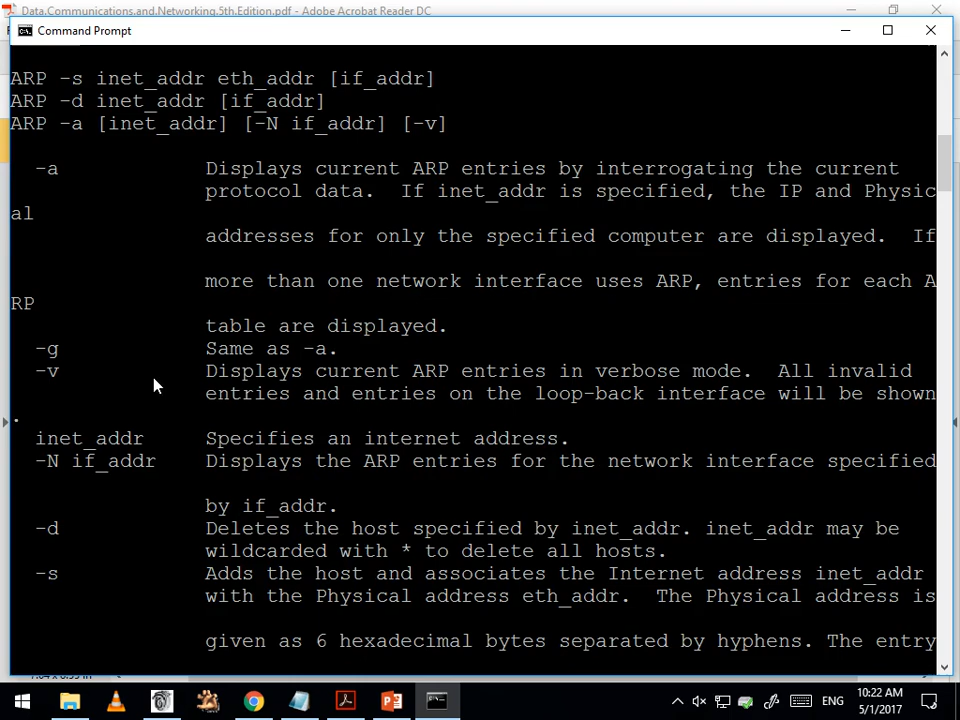 Data.Communications.and.Networking.5th.Edition.pdf - Adobe Acrobat Reader DC
Command Prompt
ARP -s inet_addr eth_addr [if_addr]
ARP -d inet_addr [if_addr]
ARP -a [inet_addr] [-N if_addr] [-v]
-a Displays current ARP entries by interrogating the current
protocol data.  If inet_addr is specified, the IP and Physic
al
addresses for only the specified computer are displayed.  If
more than one network interface uses ARP, entries for each A
RP
table are displayed.
-g Same as -a.
-v Displays current ARP entries in verbose mode.  All invalid
entries and entries on the loop-back interface will be shown
.
inet_addr Specifies an internet address.
-N if_addr Displays the ARP entries for the network interface specified
by if_addr.
-d Deletes the host specified by inet_addr. inet_addr may be
wildcarded with * to delete all hosts.
-s Adds the host and associates the Internet address inet_addr
with the Physical address eth_addr.  The Physical address is
given as 6 hexadecimal bytes separated by hyphens. The entry
ENG
10:22 AM
5/1/2017